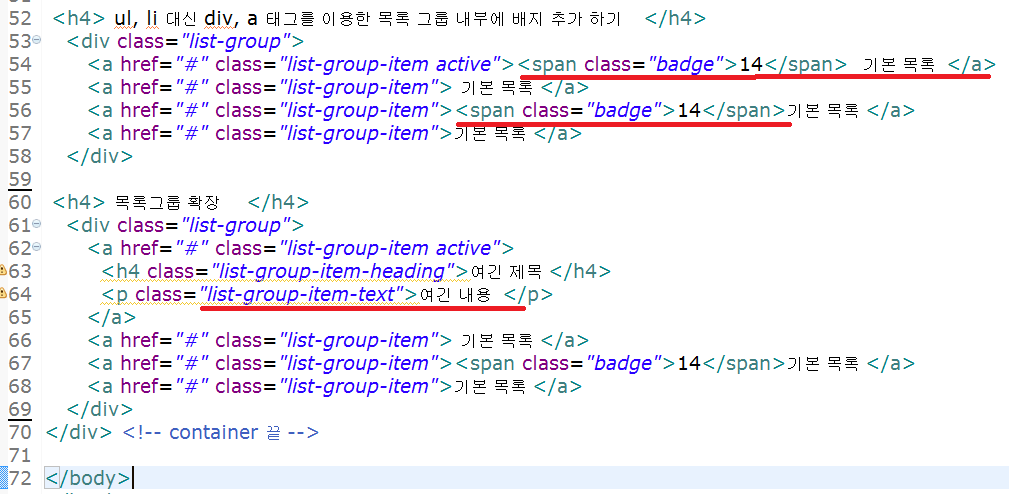 52 <h4> ul, li 대신 div, a 태그를 이용한 목록 그룹 내부에 배지 추가 하기 </h4>
53 <div class="list-group">
54 <a href="#" class="list-group-item active"><span class="badge">14</span> 기본 목록 </a>
55 <a href="#" class="list-group-item"> 기본 목록 </a>
56 <a href="#" class="list-group-item"><span class="badge">14</span>기본 목록 </a>
57 <a href="#" class="list-group-item">기본 목록 </a>
58 </div>
59
60 <h4> 목록그룹 확장 </h4>
61 <div class="list-group">
62 <a href="#" class="list-group-item active">
63 <h4 class="list-group-item-heading">여긴 제목 </h4>
64 <p class="list-group-item-text">여긴 내용 </p>
65 </a>
66 <a href="#" class="list-group-item"> 기본 목록 </a>
67 <a href="#" class="list-group-item"><span class="badge">14</span>기본 목록 </a>
68 <a href="#" class="list-group-item">기본 목록 </a>
69 </div>
70 </div> <!-- container 끝 -->
71
72 </body>